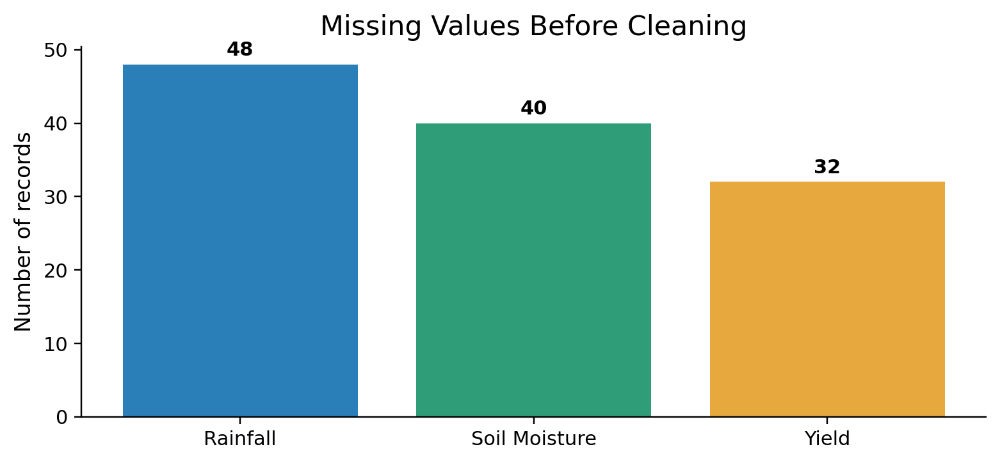 Missing Values Before Cleaning
Number of records
50
40
30
20
10
0
48
40
32
Rainfall
Soil Moisture
Yield